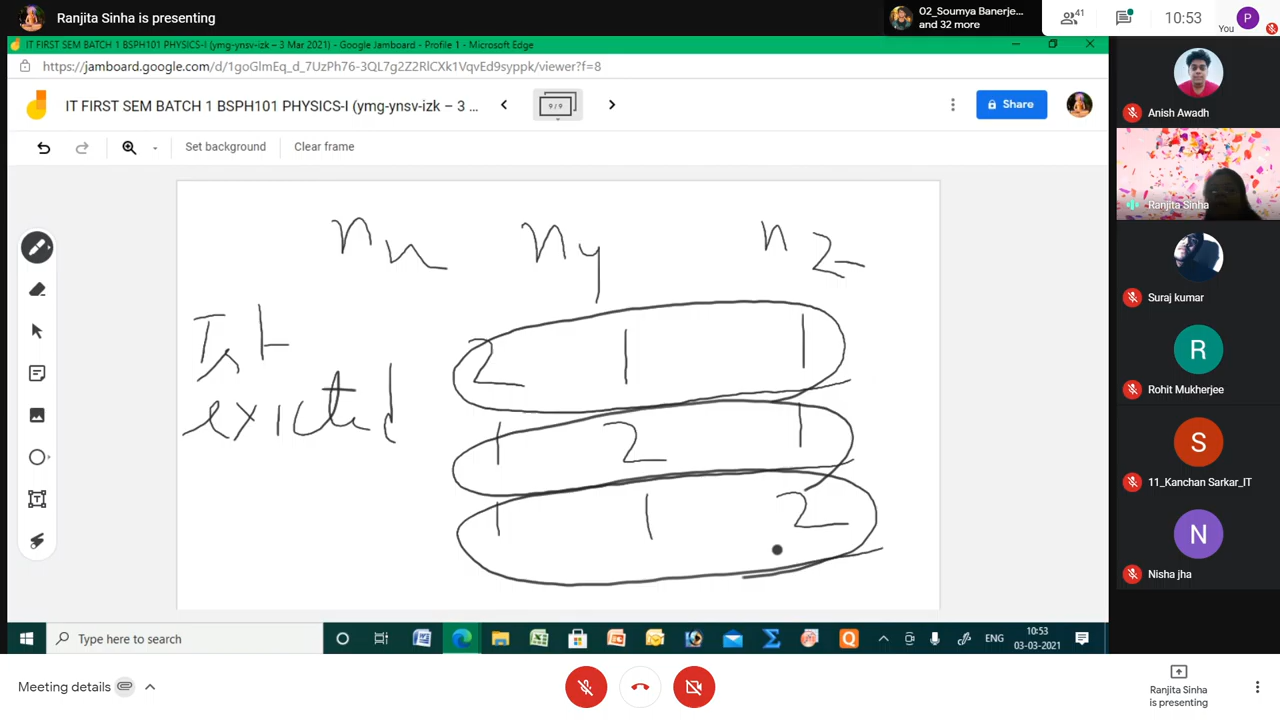 Ranjita Sinha is presenting
02_Soumya Banerje...
and 32 more
41
10:53
You
P
IT FIRST SEM BATCH 1 BSPH101 PHYSICS-I (ymg-ynsv-izk – 3 Mar 2021) - Google Jamboard - Profile 1 - Microsoft Edge
https://jamboard.google.com/d/1goGlmEq_d_7UzPh76-3QL7g2Z2RlCXk1VqvEd9syppk/viewer?f=8
IT FIRST SEM BATCH 1 BSPH101 PHYSICS-I (ymg-ynsv-izk – 3 ...
9/9
Share
Set background
Clear frame
nx ny nz
Ist 2 1 1
exicted 1 2 1
1 1 2
Anish Awadh
Ranjita Sinha
Suraj kumar
R
Rohit Mukherjee
S
11_Kanchan Sarkar_IT
N
Nisha jha
Type here to search
ENG
10:53
03-03-2021
Meeting details
Ranjita Sinha
is presenting